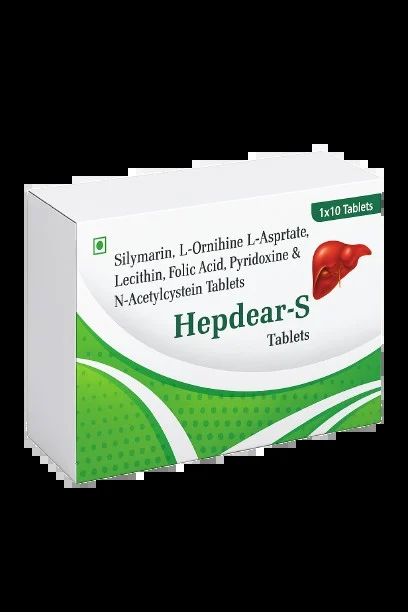 1x10 Tablets
Silymarin, L-Ornihine L-Asprtate,
Lecithin, Folic Acid, Pyridoxine &
N-Acetylcystein Tablets
Hepdear-S
Tablets